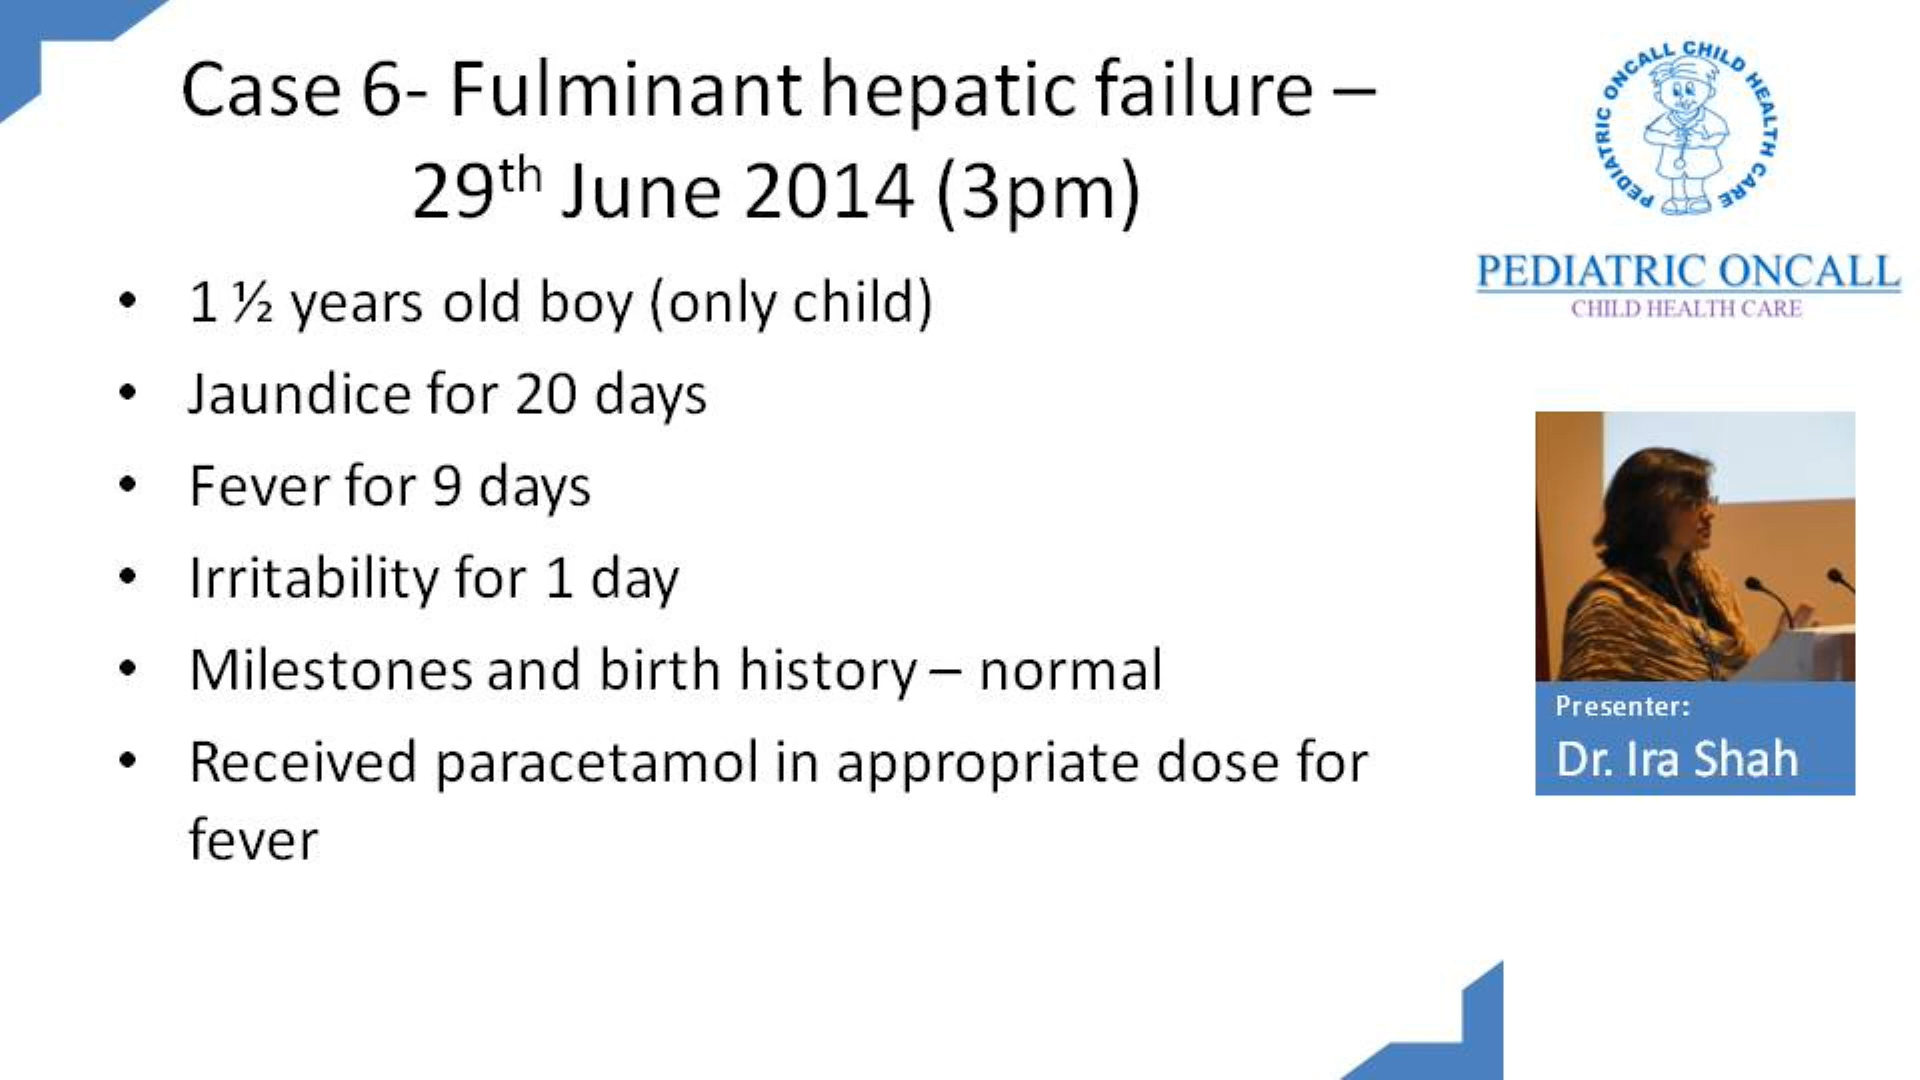 Case 6- Fulminant hepatic failure –
29th June 2014 (3pm)
• 1 ½ years old boy (only child)
• Jaundice for 20 days
• Fever for 9 days
• Irritability for 1 day
• Milestones and birth history – normal
• Received paracetamol in appropriate dose for
fever
PEDIATRIC ONCALL CHILD HEALTH CARE
PEDIATRIC ONCALL
CHILD HEALTH CARE
Presenter:
Dr. Ira Shah